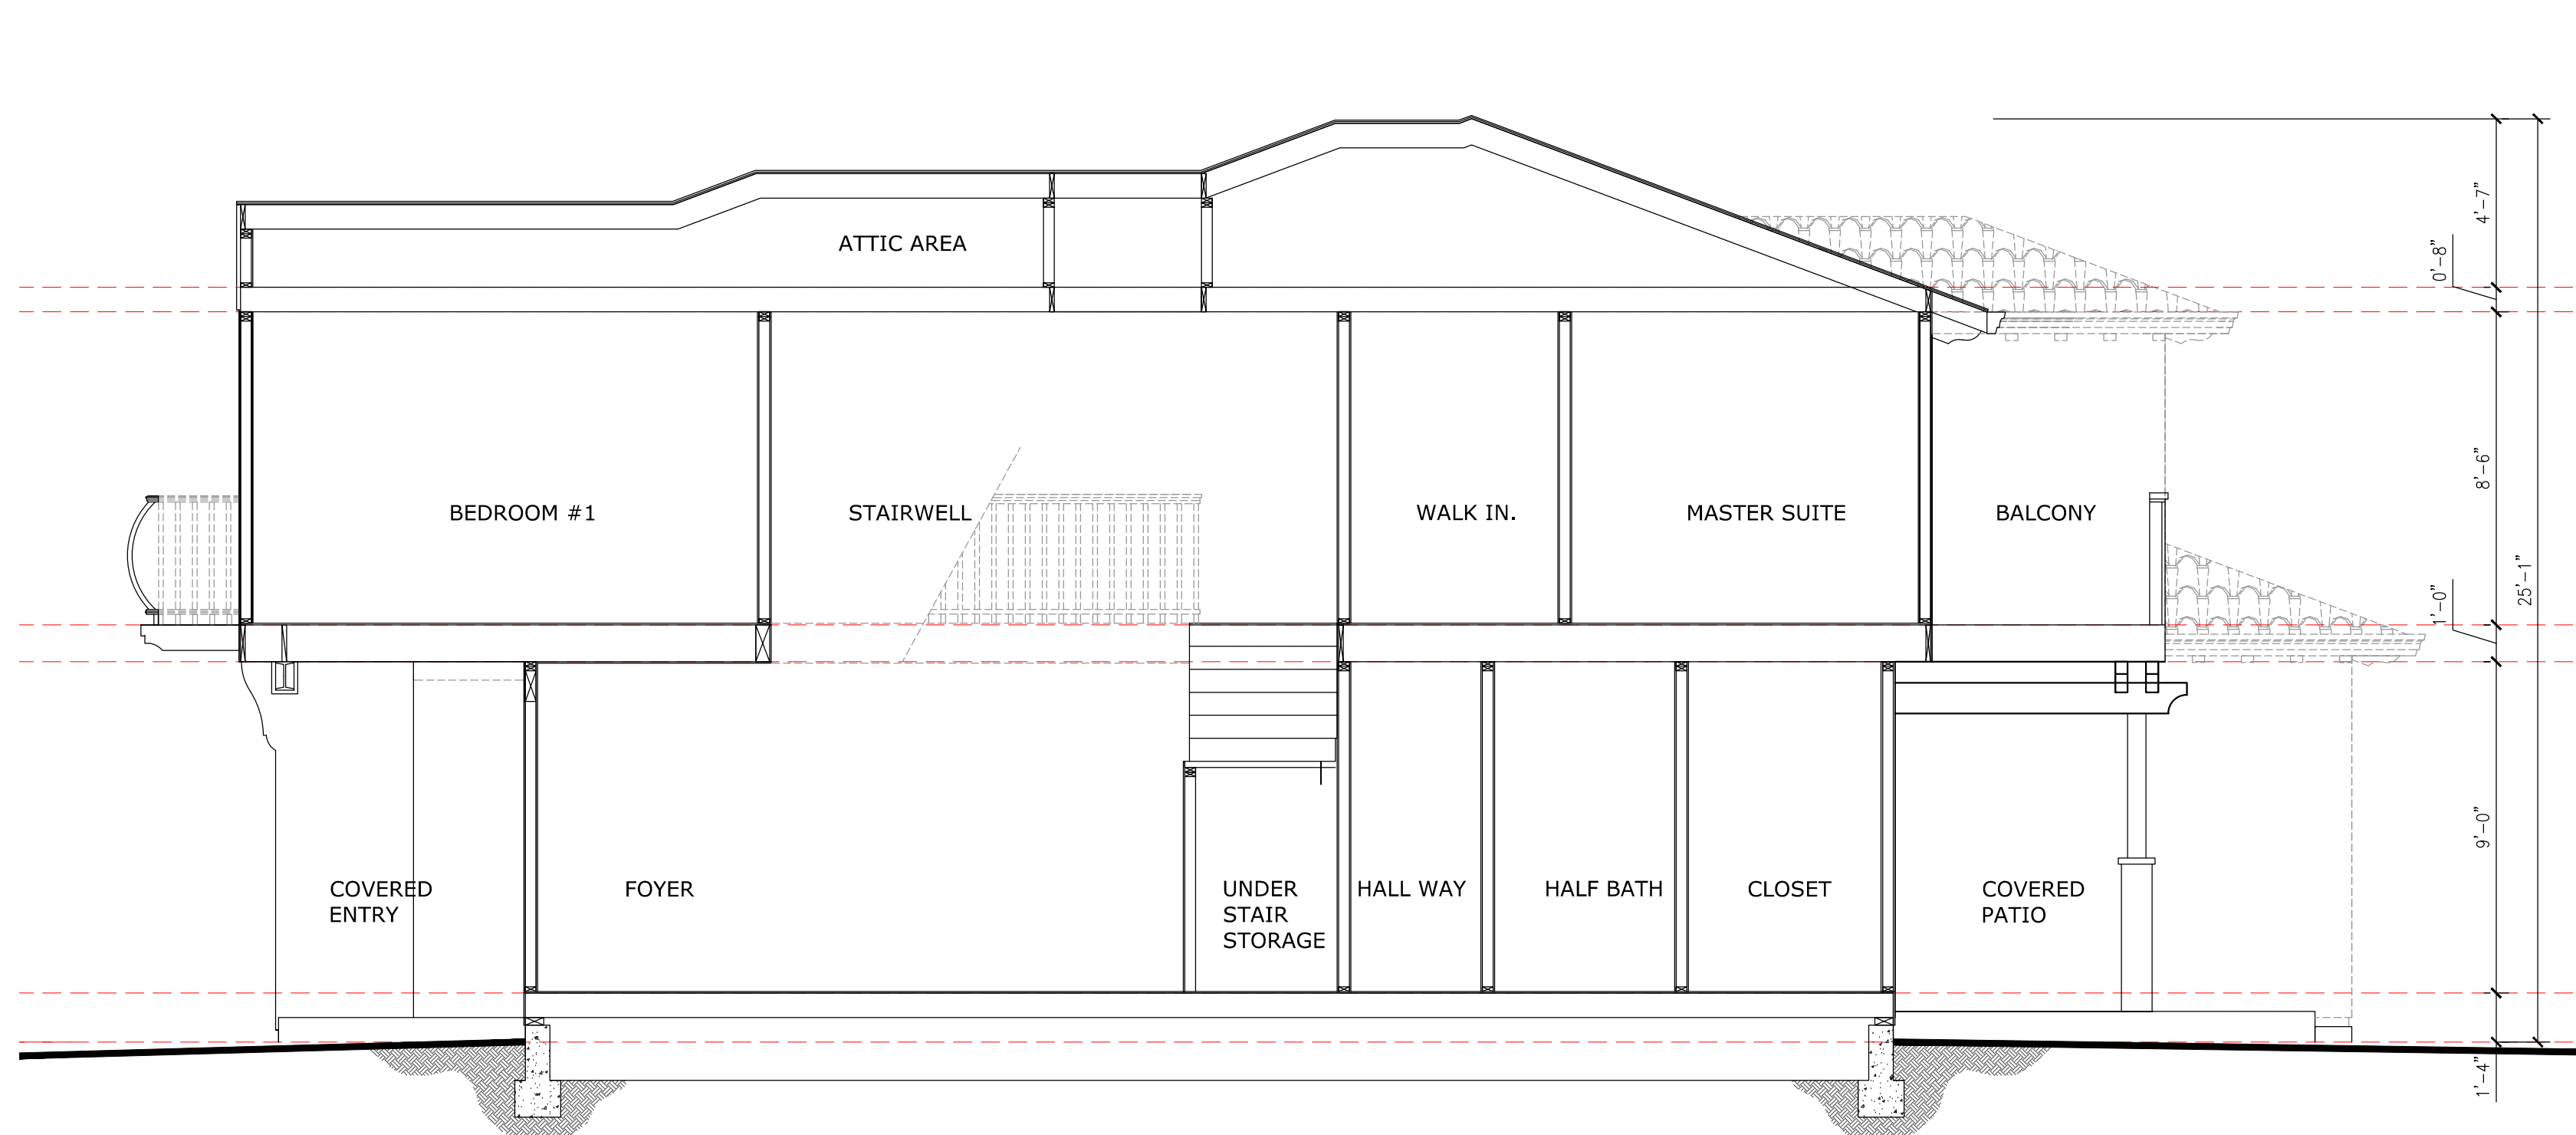 4'-7"
ATTIC AREA
0'-8"
8'-6"
BEDROOM #1
STAIRWELL
WALK IN.
MASTER SUITE
BALCONY
25'-1"
1'-0"
9'-0"
COVERED
ENTRY
FOYER
UNDER
STAIR
STORAGE
HALL WAY
HALF BATH
CLOSET
COVERED
PATIO
1'-4"